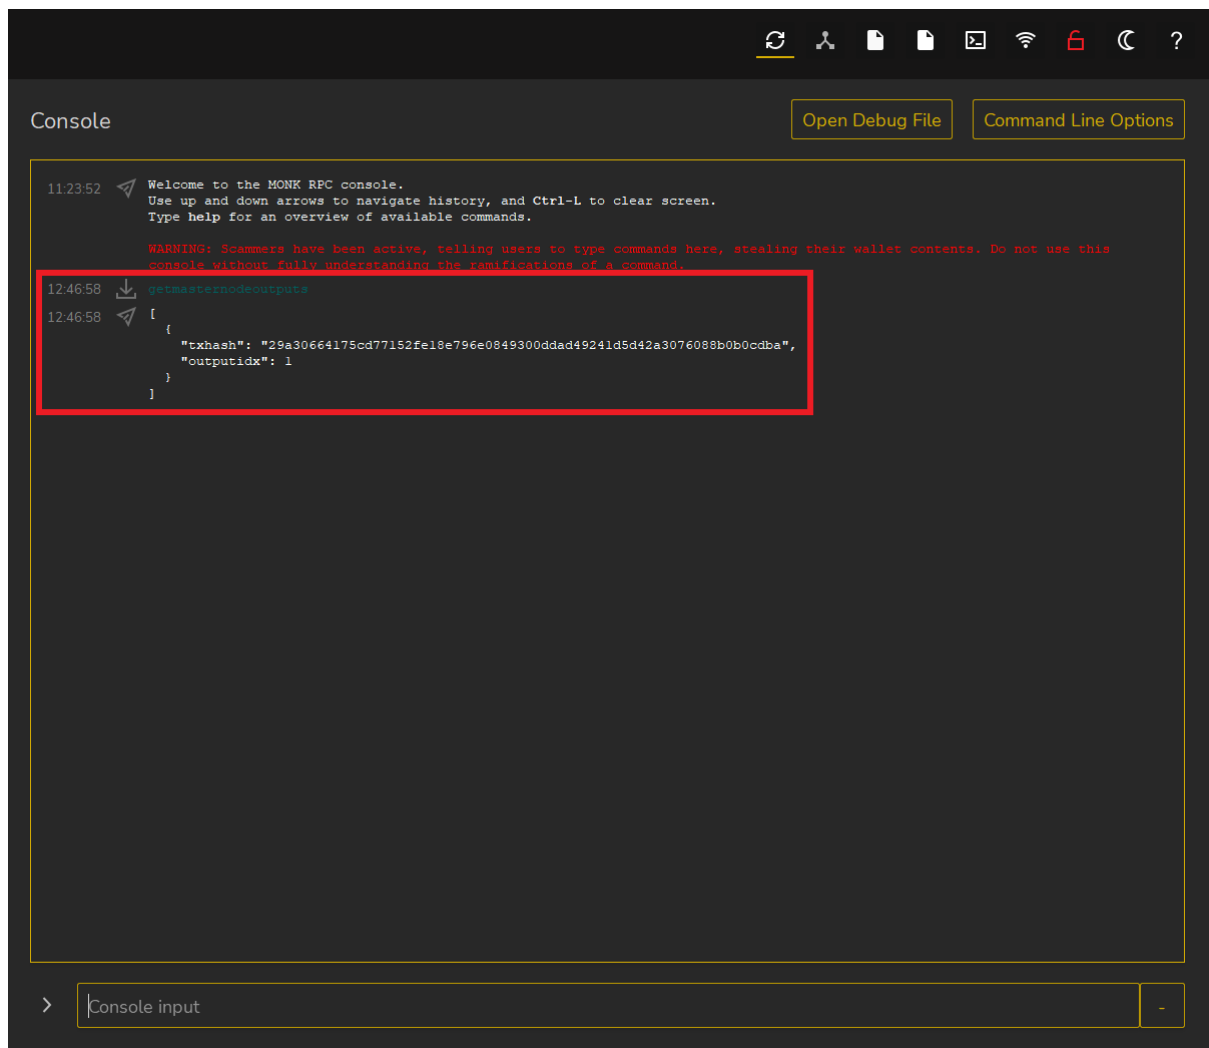 ?
Console
Open Debug File
Command Line Options
11:23:52
Welcome to the MONK RPC console.
Use up and down arrows to navigate history, and Ctrl-L to clear screen.
Type help for an overview of available commands.
WARNING: Scammers have been active, telling users to type commands here, stealing their wallet contents. Do not use this
console without fully understanding the ramifications of a command.
12:46:58
getmasternodeoutputs
12:46:58
[
{
"txhash": "29a30664175cd77152fe18e796e0849300ddad49241d5d42a3076088b0b0cdba",
"outputidx": 1
}
]
Console input
-